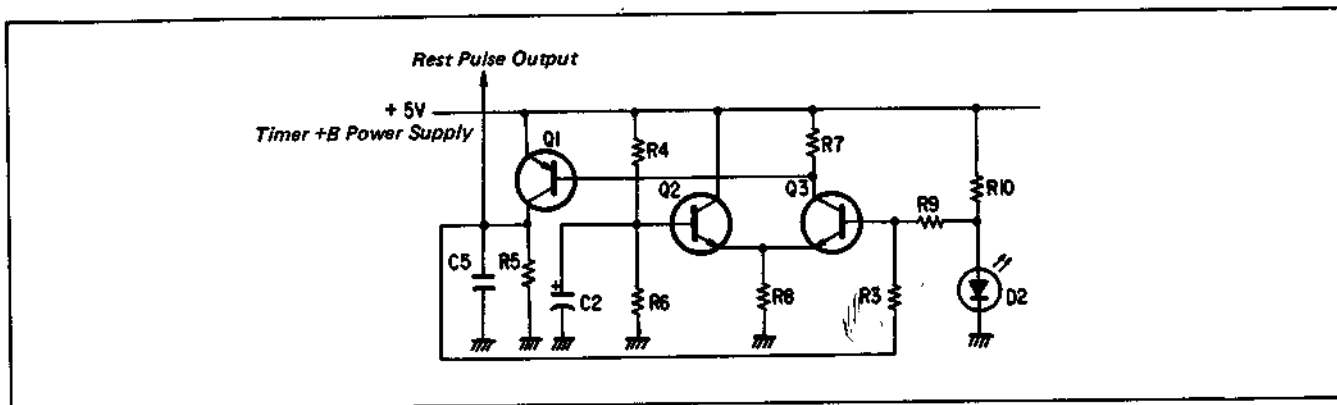 Rest Pulse Output
+ 5V
Timer +B Power Supply
Q1
R4
R7
Q2
Q3
R9
R10
C5
R5
C2
R6
R8
R3
D2